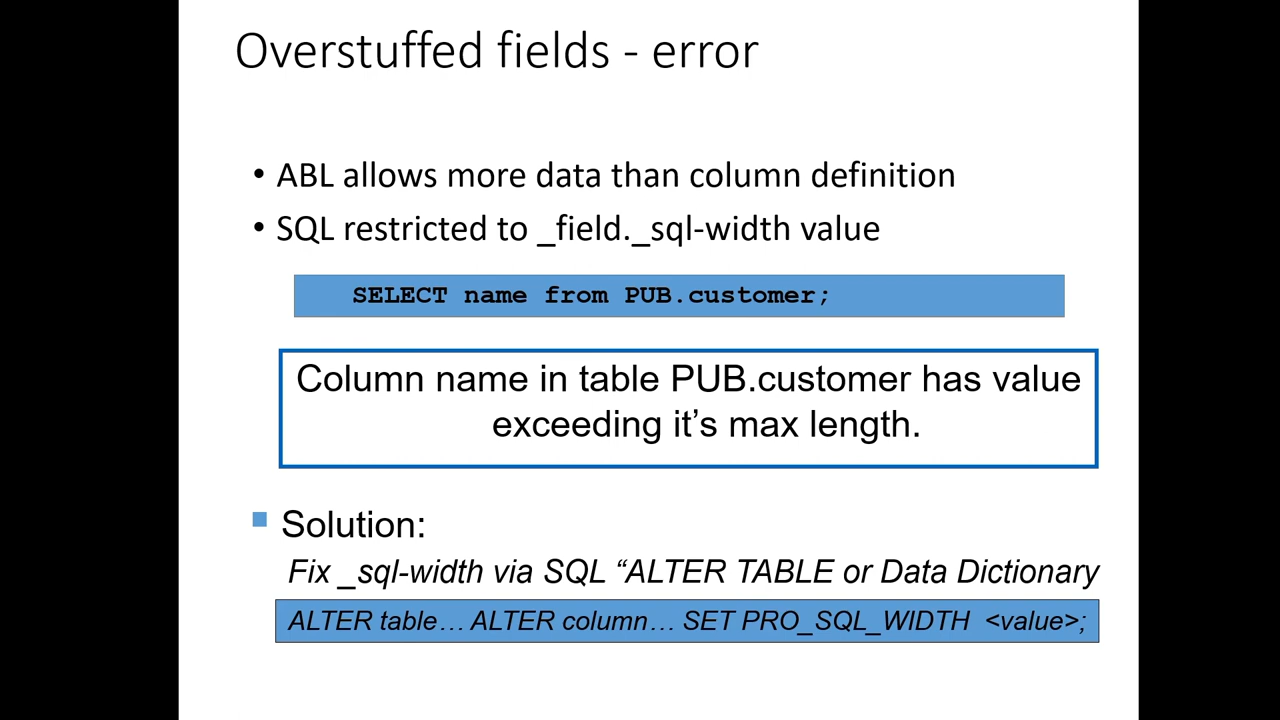 Overstuffed fields - error
• ABL allows more data than column definition
• SQL restricted to _field._sql-width value
SELECT name from PUB.customer;
Column name in table PUB.customer has value
exceeding it’s max length.
Solution:
Fix _sql-width via SQL “ALTER TABLE or Data Dictionary
ALTER table… ALTER column… SET PRO_SQL_WIDTH <value>;